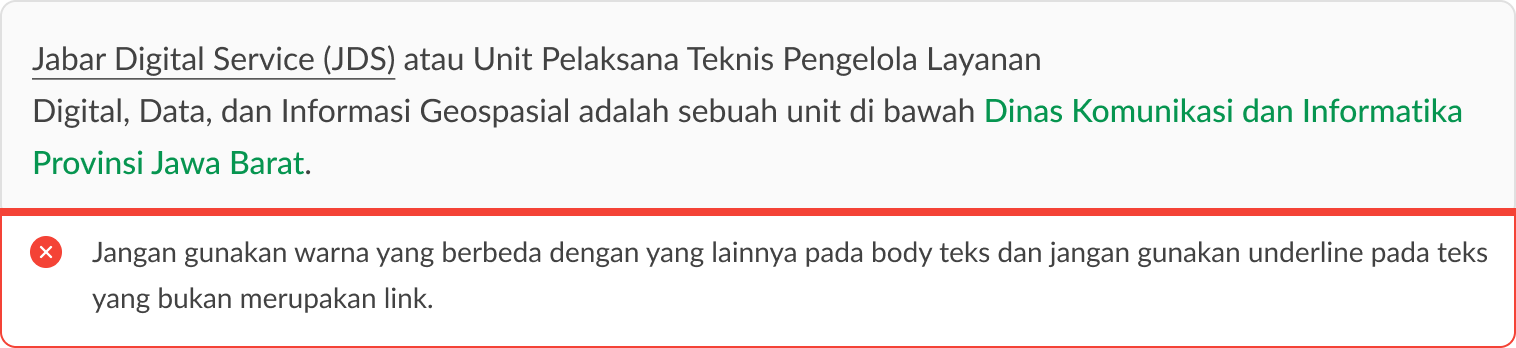 Jabar Digital Service (JDS) atau Unit Pelaksana Teknis Pengelola Layanan
Digital, Data, dan Informasi Geospasial adalah sebuah unit di bawah Dinas Komunikasi dan Informatika
Provinsi Jawa Barat.
Jangan gunakan warna yang berbeda dengan yang lainnya pada body teks dan jangan gunakan underline pada teks
yang bukan merupakan link.